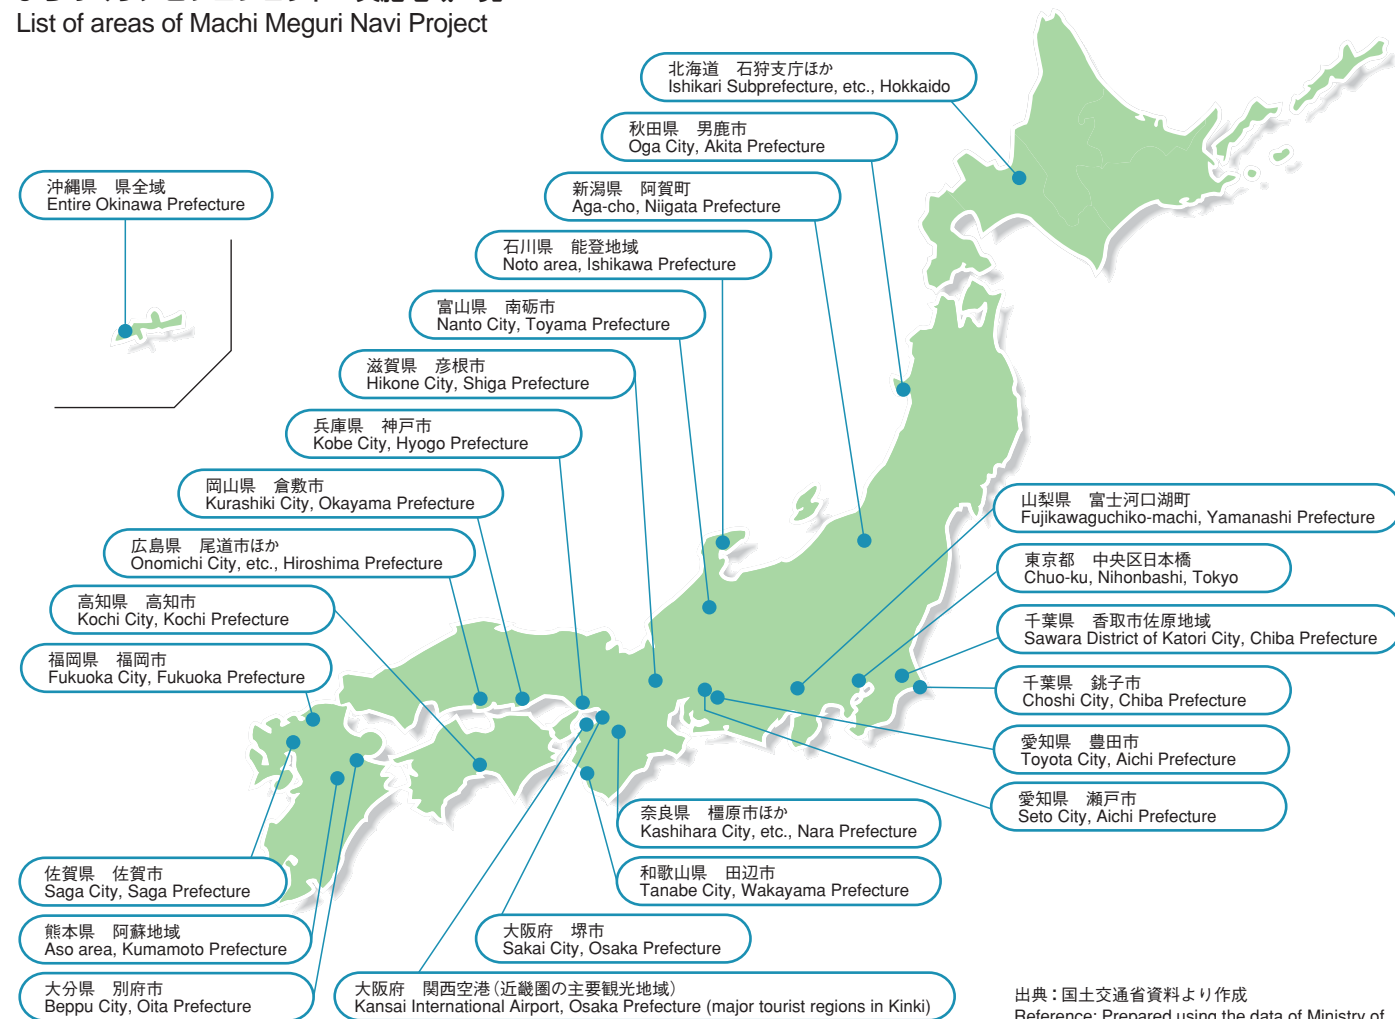 List of areas of Machi Meguri Navi Project
北海道 石狩支庁ほか
Ishikari Subprefecture, etc., Hokkaido
秋田県 男鹿市
Oga City, Akita Prefecture
沖縄県 県全域
Entire Okinawa Prefecture
新潟県 阿賀町
Aga-cho, Niigata Prefecture
石川県 能登地域
Noto area, Ishikawa Prefecture
富山県 南砺市
Nanto City, Toyama Prefecture
滋賀県 彦根市
Hikone City, Shiga Prefecture
兵庫県 神戸市
Kobe City, Hyogo Prefecture
岡山県 倉敷市
Kurashiki City, Okayama Prefecture
広島県 尾道市ほか
Onomichi City, etc., Hiroshima Prefecture
高知県 高知市
Kochi City, Kochi Prefecture
福岡県 福岡市
Fukuoka City, Fukuoka Prefecture
山梨県 富士河口湖町
Fujikawaguchiko-machi, Yamanashi Prefecture
東京都 中央区日本橋
Chuo-ku, Nihonbashi, Tokyo
千葉県 香取市佐原地域
Sawara District of Katori City, Chiba Prefecture
千葉県 銚子市
Choshi City, Chiba Prefecture
愛知県 豊田市
Toyota City, Aichi Prefecture
愛知県 瀬戸市
Seto City, Aichi Prefecture
奈良県 橿原市ほか
Kashihara City, etc., Nara Prefecture
和歌山県 田辺市
Tanabe City, Wakayama Prefecture
大阪府 堺市
Sakai City, Osaka Prefecture
大阪府 関西空港（近畿圏の主要観光地域）
Kansai International Airport, Osaka Prefecture (major tourist regions in Kinki)
佐賀県 佐賀市
Saga City, Saga Prefecture
熊本県 阿蘇地域
Aso area, Kumamoto Prefecture
大分県 別府市
Beppu City, Oita Prefecture
出典：国土交通省資料より作成
Reference: Prepared using the data of Ministry of